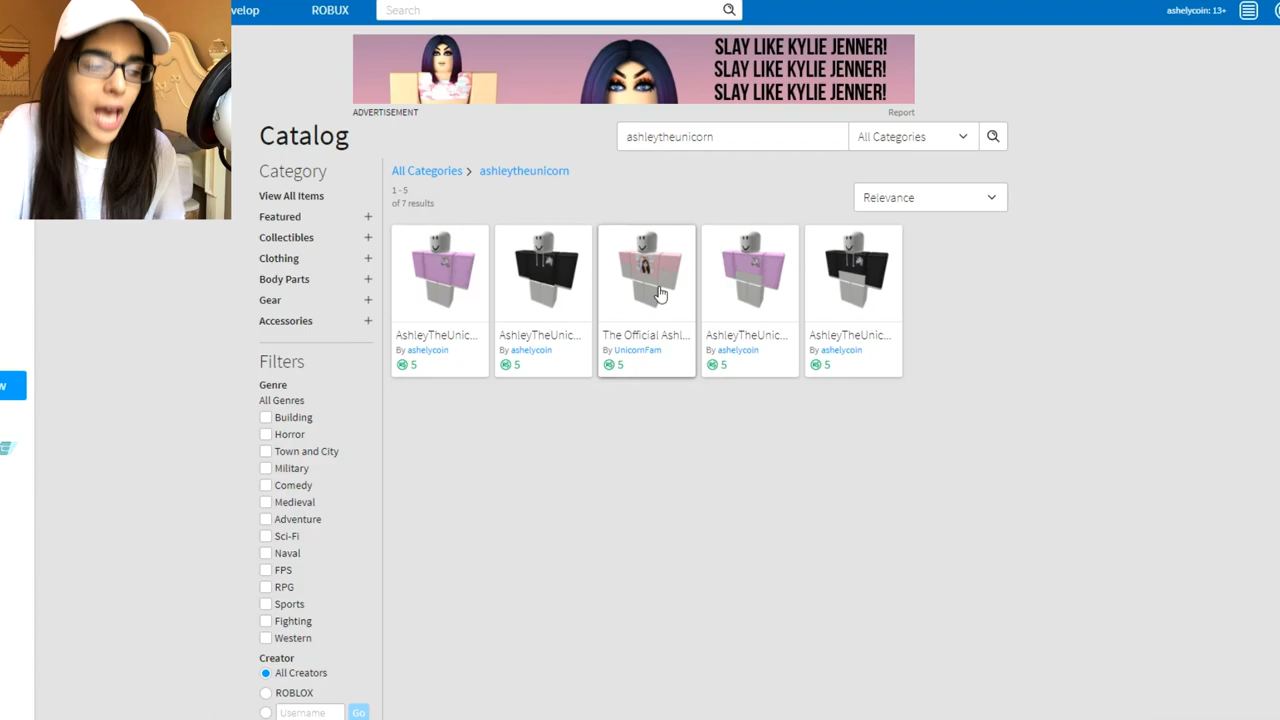 velop
ROBUX
Search
ashelycoin: 13+
SLAY LIKE KYLIE JENNER!
SLAY LIKE KYLIE JENNER!
SLAY LIKE KYLIE JENNER!
ADVERTISEMENT
Report
Catalog
ashleytheunicorn
All Categories
Category
All Categories > ashleytheunicorn
1 - 5
of 7 results
Relevance
View All Items
Featured +
Collectibles +
Clothing +
Body Parts +
Gear +
Accessories +
AshleyTheUnic...
By ashelycoin
R$ 5
AshleyTheUnic...
By ashelycoin
R$ 5
The Official Ashl...
By UnicornFam
R$ 5
AshleyTheUnic...
By ashelycoin
R$ 5
AshleyTheUnic...
By ashelycoin
R$ 5
Filters
Genre
All Genres
Building
Horror
Town and City
Military
Comedy
Medieval
Adventure
Sci-Fi
Naval
FPS
RPG
Sports
Fighting
Western
Creator
All Creators
ROBLOX
Username
Go
w